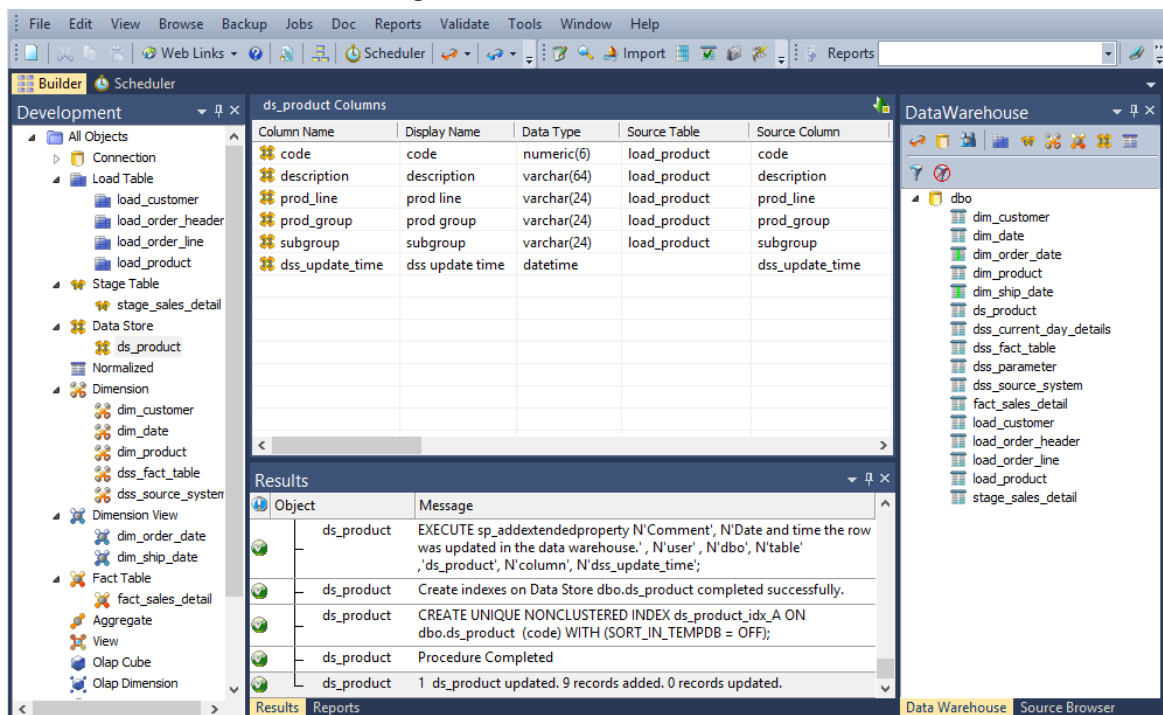 File Edit View Browse Backup Jobs Doc Reports Validate Tools Window Help
Web Links Scheduler Import Reports
Builder Scheduler
Development
All Objects
Connection
Load Table
load_customer
load_order_header
load_order_line
load_product
Stage Table
stage_sales_detail
Data Store
ds_product
Normalized
Dimension
dim_customer
dim_date
dim_product
dss_fact_table
dss_source_system
Dimension View
dim_order_date
dim_ship_date
Fact Table
fact_sales_detail
Aggregate
View
Olap Cube
Olap Dimension
ds_product Columns
Column Name Display Name Data Type Source Table Source Column
code code numeric(6) load_product code
description description varchar(64) load_product description
prod_line prod line varchar(24) load_product prod_line
prod_group prod group varchar(24) load_product prod_group
subgroup subgroup varchar(24) load_product subgroup
dss_update_time dss update time datetime dss_update_time
Results
Object Message
ds_product EXECUTE sp_addextendedproperty N'Comment', N'Date and time the row
was updated in the data warehouse.' , N'user' , N'dbo', N'table'
,'ds_product', N'column', N'dss_update_time';
ds_product Create indexes on Data Store dbo.ds_product completed successfully.
ds_product CREATE UNIQUE NONCLUSTERED INDEX ds_product_idx_A ON
dbo.ds_product (code) WITH (SORT_IN_TEMPDB = OFF);
ds_product Procedure Completed
ds_product 1 ds_product updated. 9 records added. 0 records updated.
Results Reports
DataWarehouse
dbo
dim_customer
dim_date
dim_order_date
dim_product
dim_ship_date
ds_product
dss_current_day_details
dss_fact_table
dss_parameter
dss_source_system
fact_sales_detail
load_customer
load_order_header
load_order_line
load_product
stage_sales_detail
Data Warehouse Source Browser